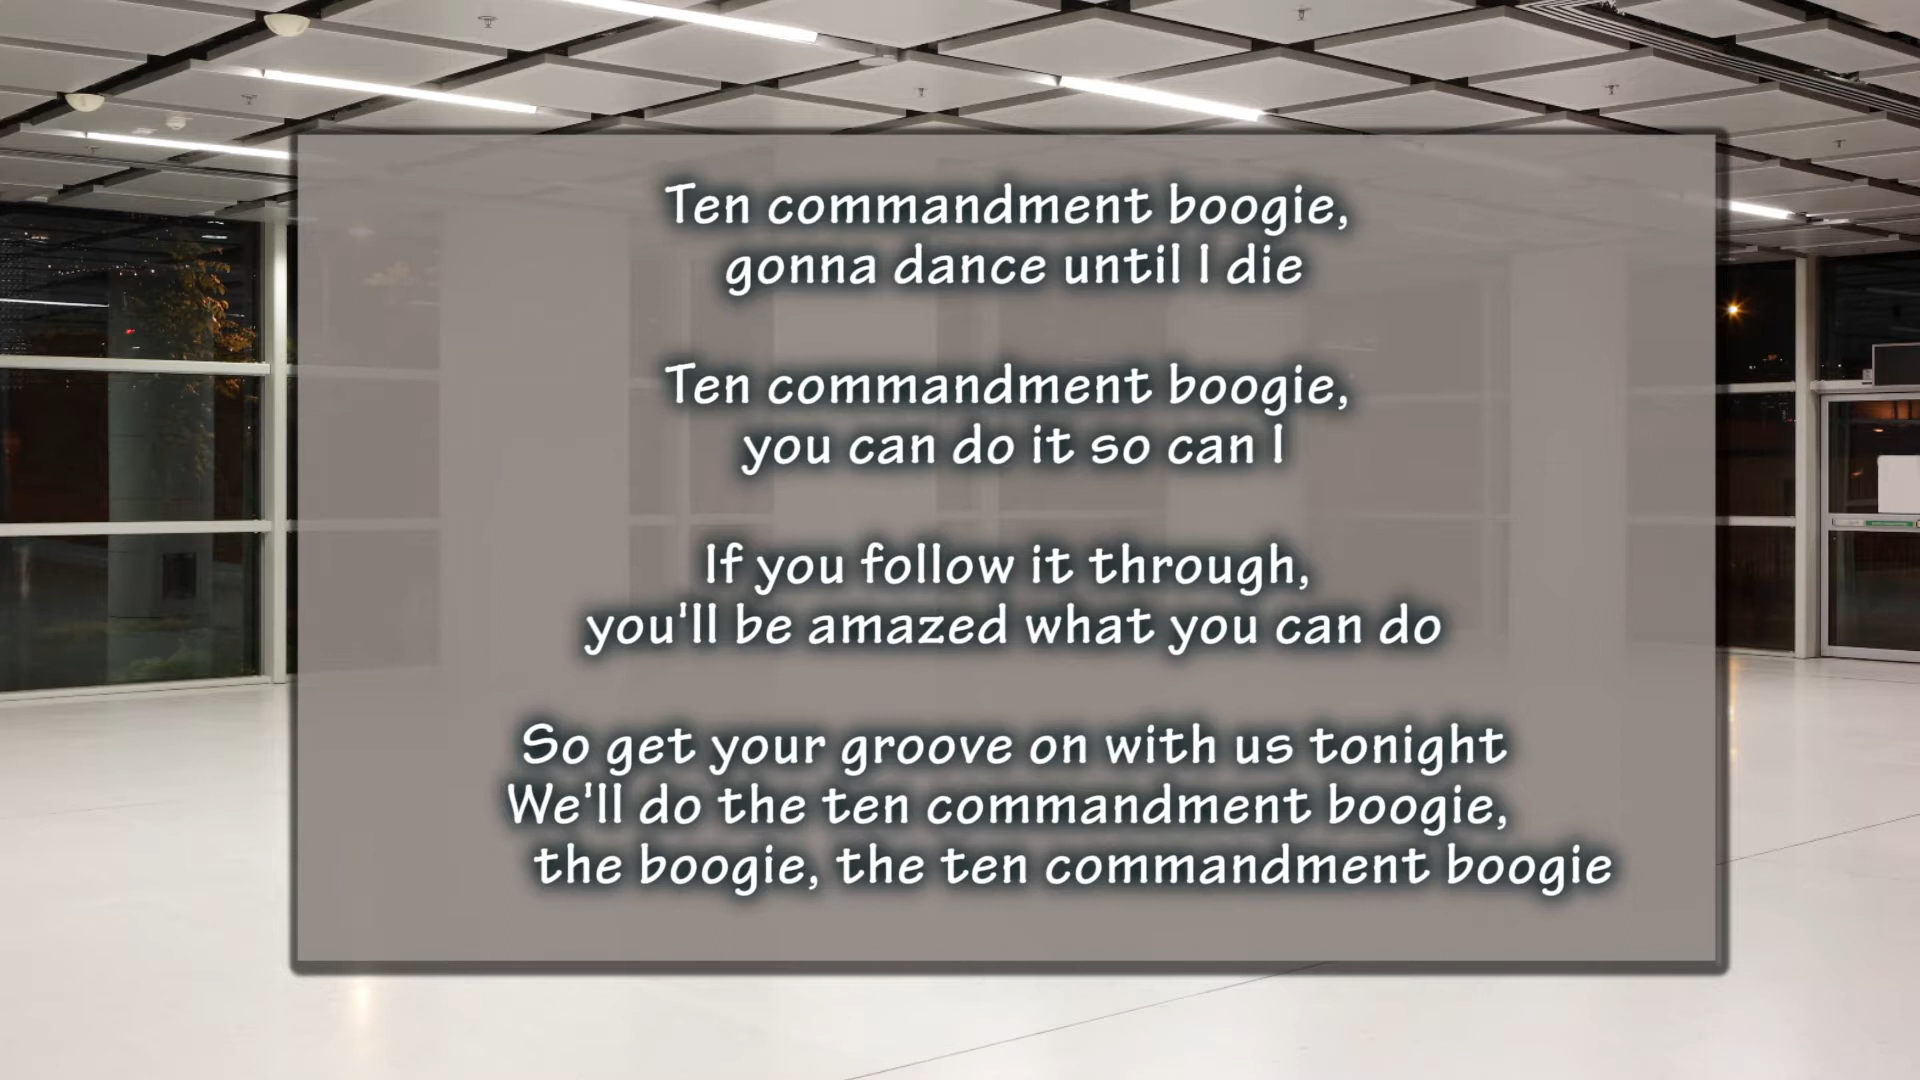 Ten commandment boogie,
gonna dance until I die
Ten commandment boogie,
you can do it so can I
If you follow it through,
you'll be amazed what you can do
So get your groove on with us tonight
We'll do the ten commandment boogie,
the boogie, the ten commandment boogie